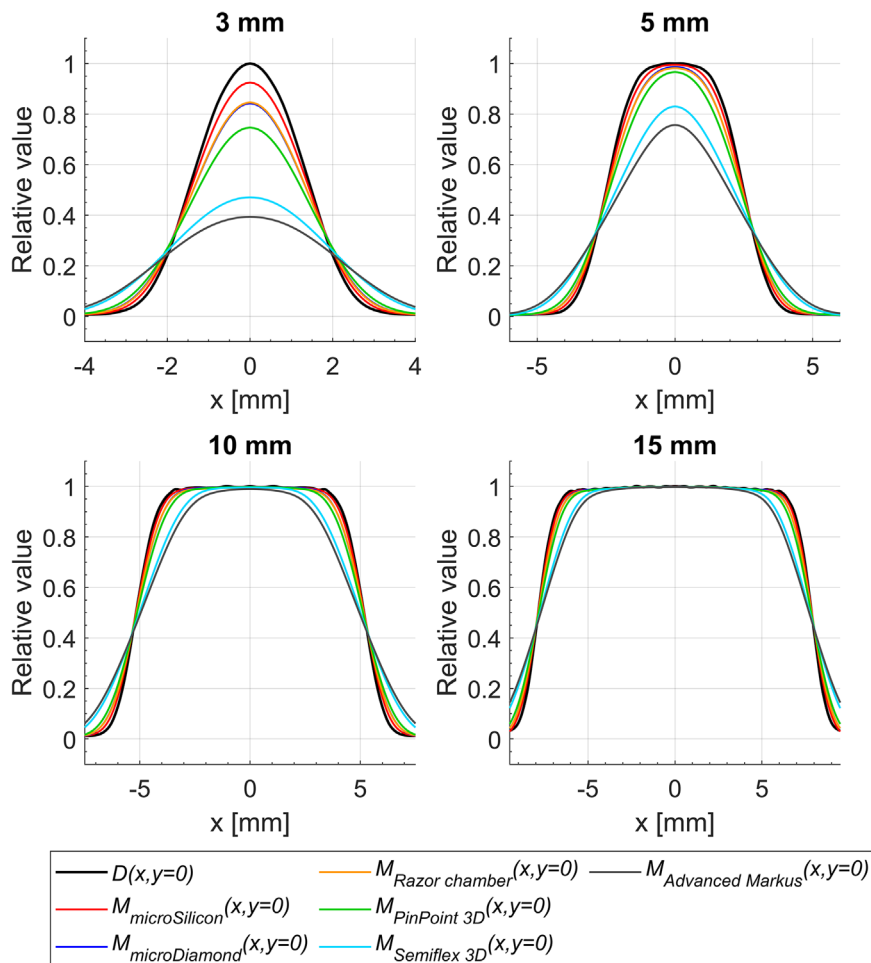 3 mm
5 mm
Relative value
1
0.8
0.6
0.4
0.2
0
-4
-2
0
2
4
x [mm]
Relative value
1
0.8
0.6
0.4
0.2
0
-5
0
5
x [mm]
10 mm
15 mm
Relative value
1
0.8
0.6
0.4
0.2
0
-5
0
5
x [mm]
Relative value
1
0.8
0.6
0.4
0.2
0
-5
0
5
x [mm]
D(x,y=0)
M_Razor chamber(x,y=0)
M_Advanced Markus(x,y=0)
M_microSilicon(x,y=0)
M_PinPoint 3D(x,y=0)
M_microDiamond(x,y=0)
M_Semiflex 3D(x,y=0)